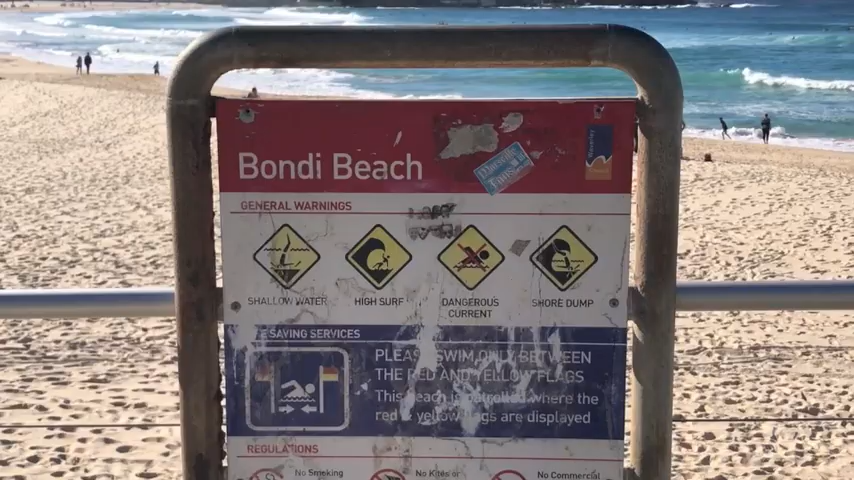 Bondi Beach
GENERAL WARNINGS
SHALLOW WATER
HIGH SURF
DANGEROUS
CURRENT
SHORE DUMP
SAVING SERVICES
PLEASE SWIM ONLY BETWEEN
THE RED AND YELLOW FLAGS
This beach is patrolled where the
red & yellow flags are displayed
REGULATIONS
No Smoking
No Kites or
No Commercial